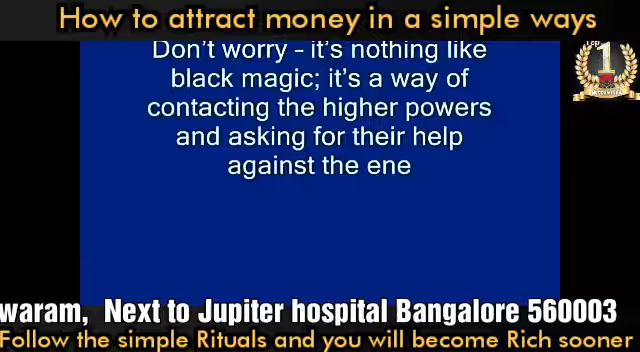 How to attract money in a simple ways
Don't worry - it's nothing like
black magic; it's a way of
contacting the higher powers
and asking for their help
against the ene
1
waram, Next to Jupiter hospital Bangalore 560003
Follow the simple Rituals and you will become Rich sooner